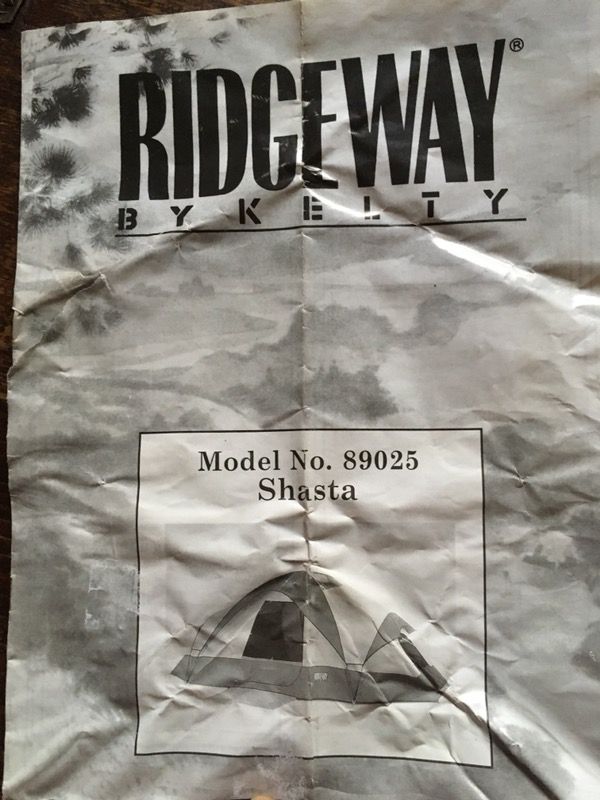 RIDGEWAY®
BY KELTY
Model No. 89025
Shasta